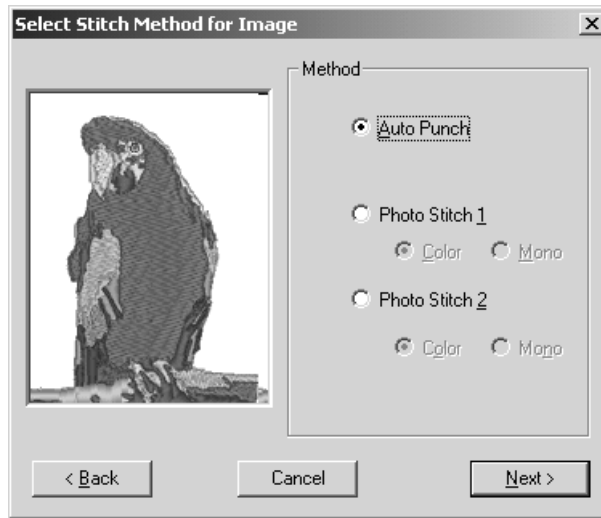 Select Stitch Method for Image
Method
Auto Punch
Photo Stitch 1
Color Mono
Photo Stitch 2
Color Mono
< Back Cancel Next >